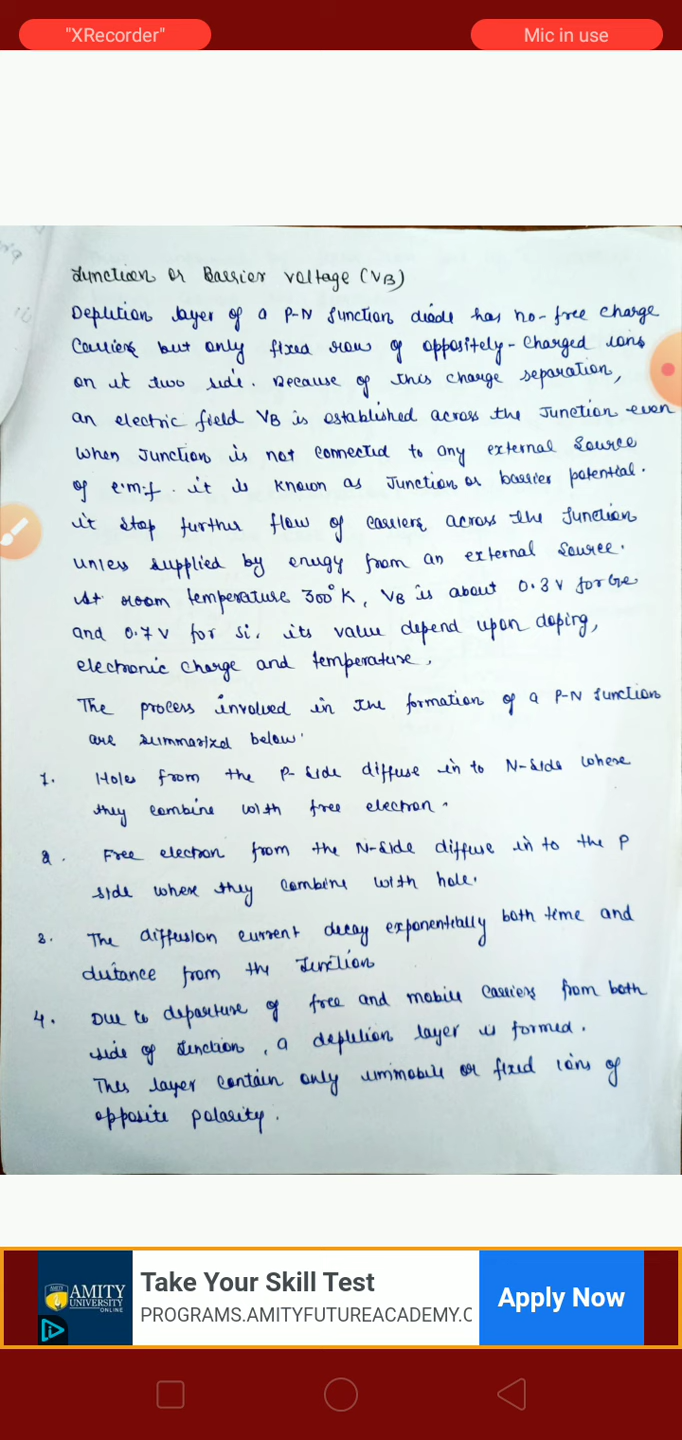 "XRecorder"
Mic in use
Junction or Barrier voltage (VB)
Depletion layer of a P-N Junction diode has no-free charge
Carriers but only fixed row of oppositely-charged ions
on it two side. Because of this charge separation,
an electric field VB is established across the Junction even
when Junction is not connected to any external source
of e.m.f. it is known as Junction or barrier potential.
it stop further flow of carriers across the Junction
unless supplied by energy from an external source.
At room temperature 300°K, VB is about 0.3 V for Ge
and 0.7 V for Si. its value depend upon doping,
electronic charge and temperature.
The process involved in the formation of a P-N Junction
are summarized below.
1. Holes from the P-side diffuse in to N-side where
they combine with free electron.
2. Free electron from the N-side diffuse in to the P
side where they combine with hole.
3. The diffusion current decay exponentially both time and
distance from the Junction
4. Due to departure of free and mobile carriers from both
side of Junction, a depletion layer is formed.
This layer contain only immobile or fixed ions of
opposite polarity.
AMITY
UNIVERSITY
ONLINE
Take Your Skill Test
PROGRAMS.AMITYFUTUREACADEMY.C
Apply Now